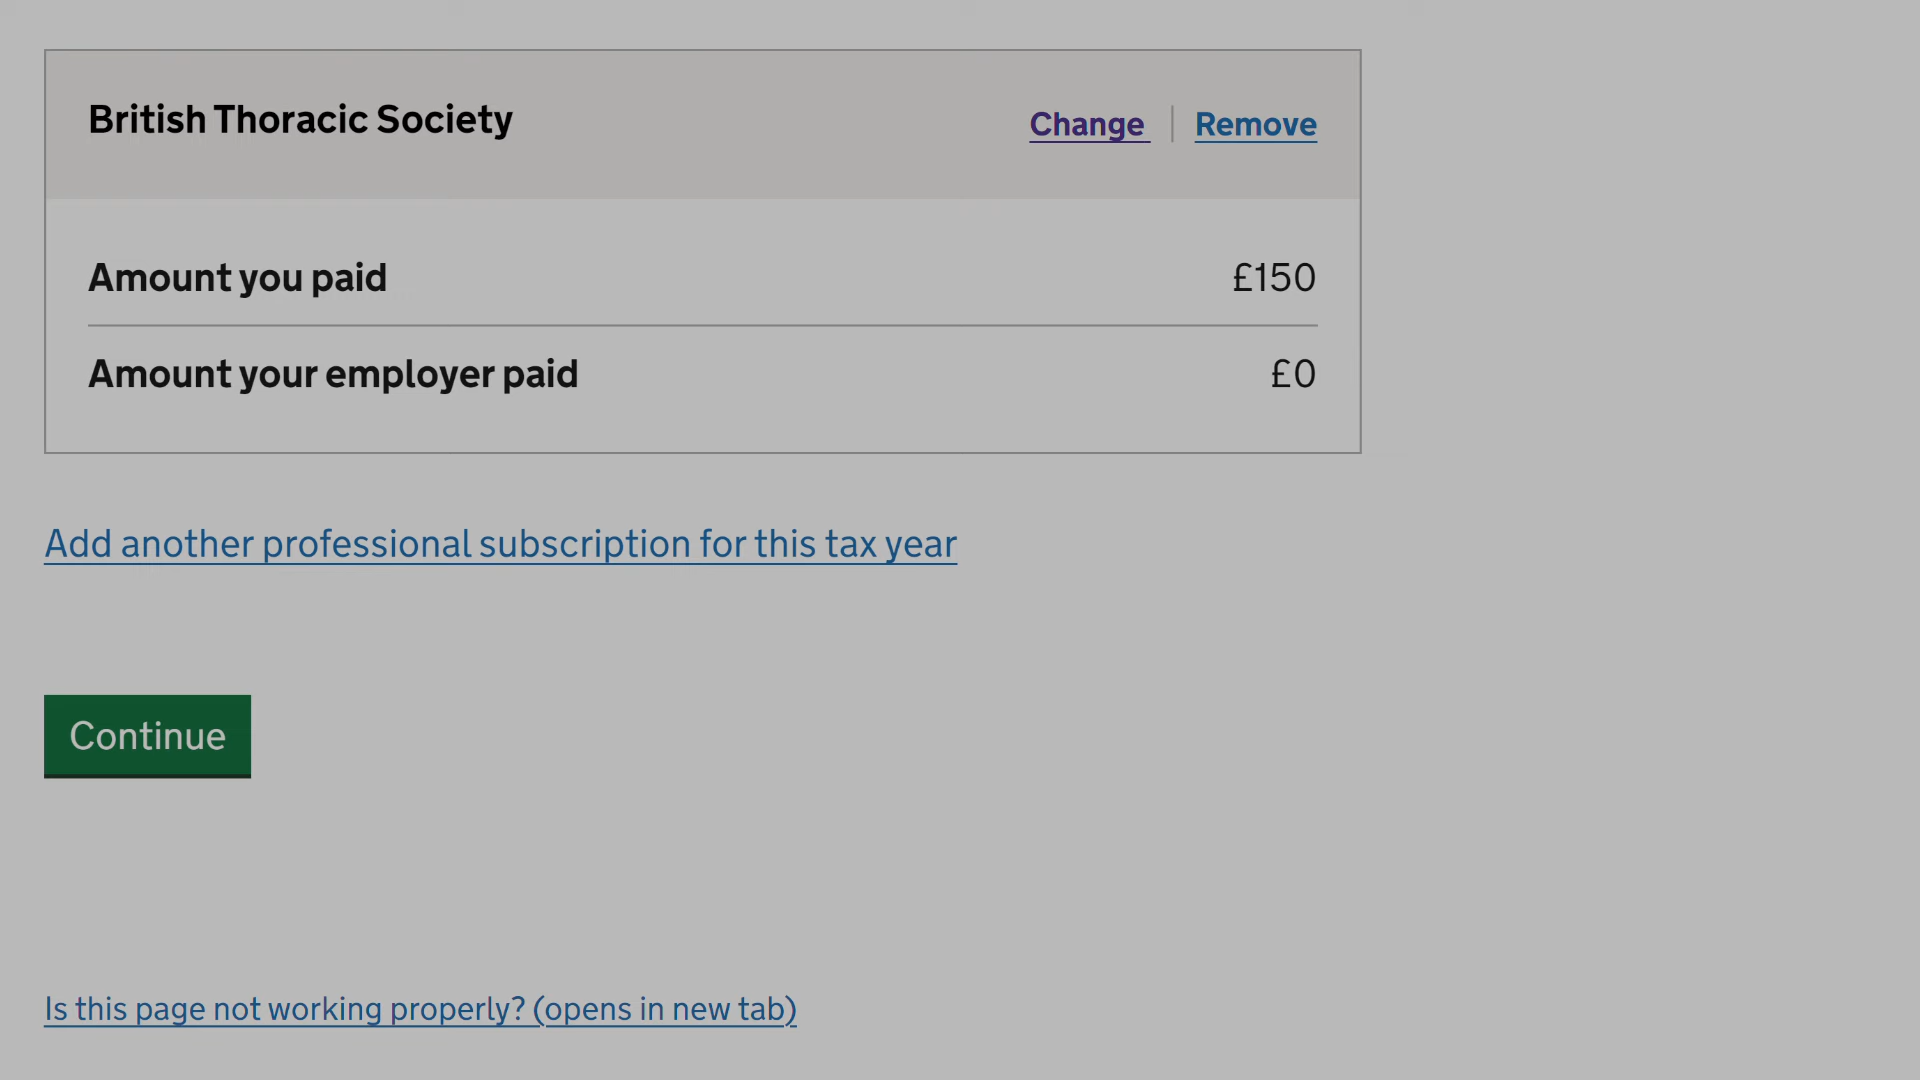 British Thoracic Society
Change
Remove
Amount you paid
£150
Amount your employer paid
£0
Add another professional subscription for this tax year
Continue
Is this page not working properly? (opens in new tab)